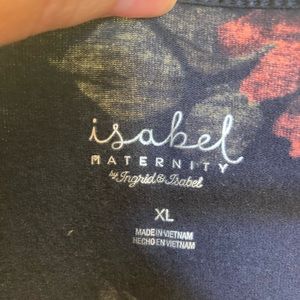 isabel
MATERNITY
by Ingrid & Isabel
XL
MADE IN VIETNAM
HECHO EN VIETNAM